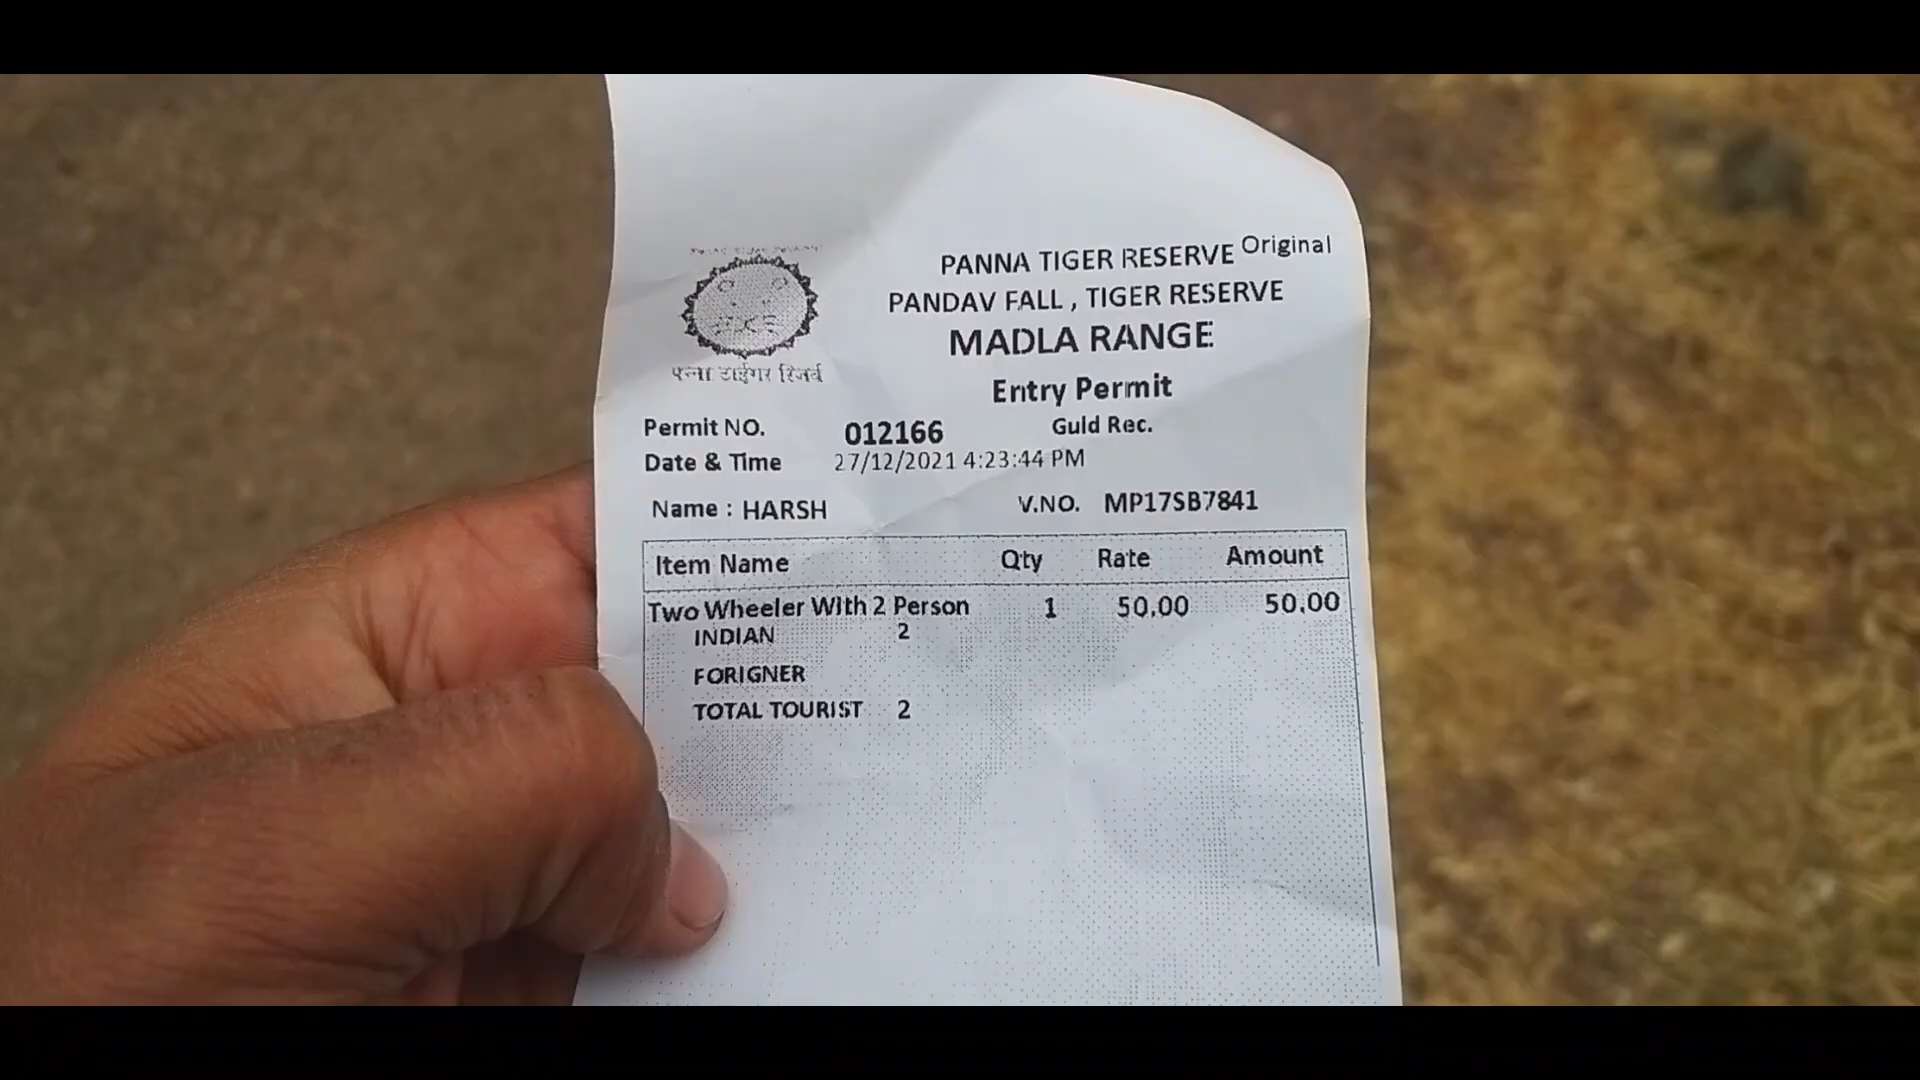 PANNA TIGER RESERVE Original
PANDAV FALL , TIGER RESERVE
MADLA RANGE
पन्ना टाईगर रिजर्व
Entry Permit
Permit NO. 012166 Guld Rec.
Date & Time 27/12/2021 4:23:44 PM
Name : HARSH V.NO. MP17SB7841
Item Name Qty Rate Amount
Two Wheeler With 2 Person 1 50.00 50.00
INDIAN 2
FORIGNER
TOTAL TOURIST 2